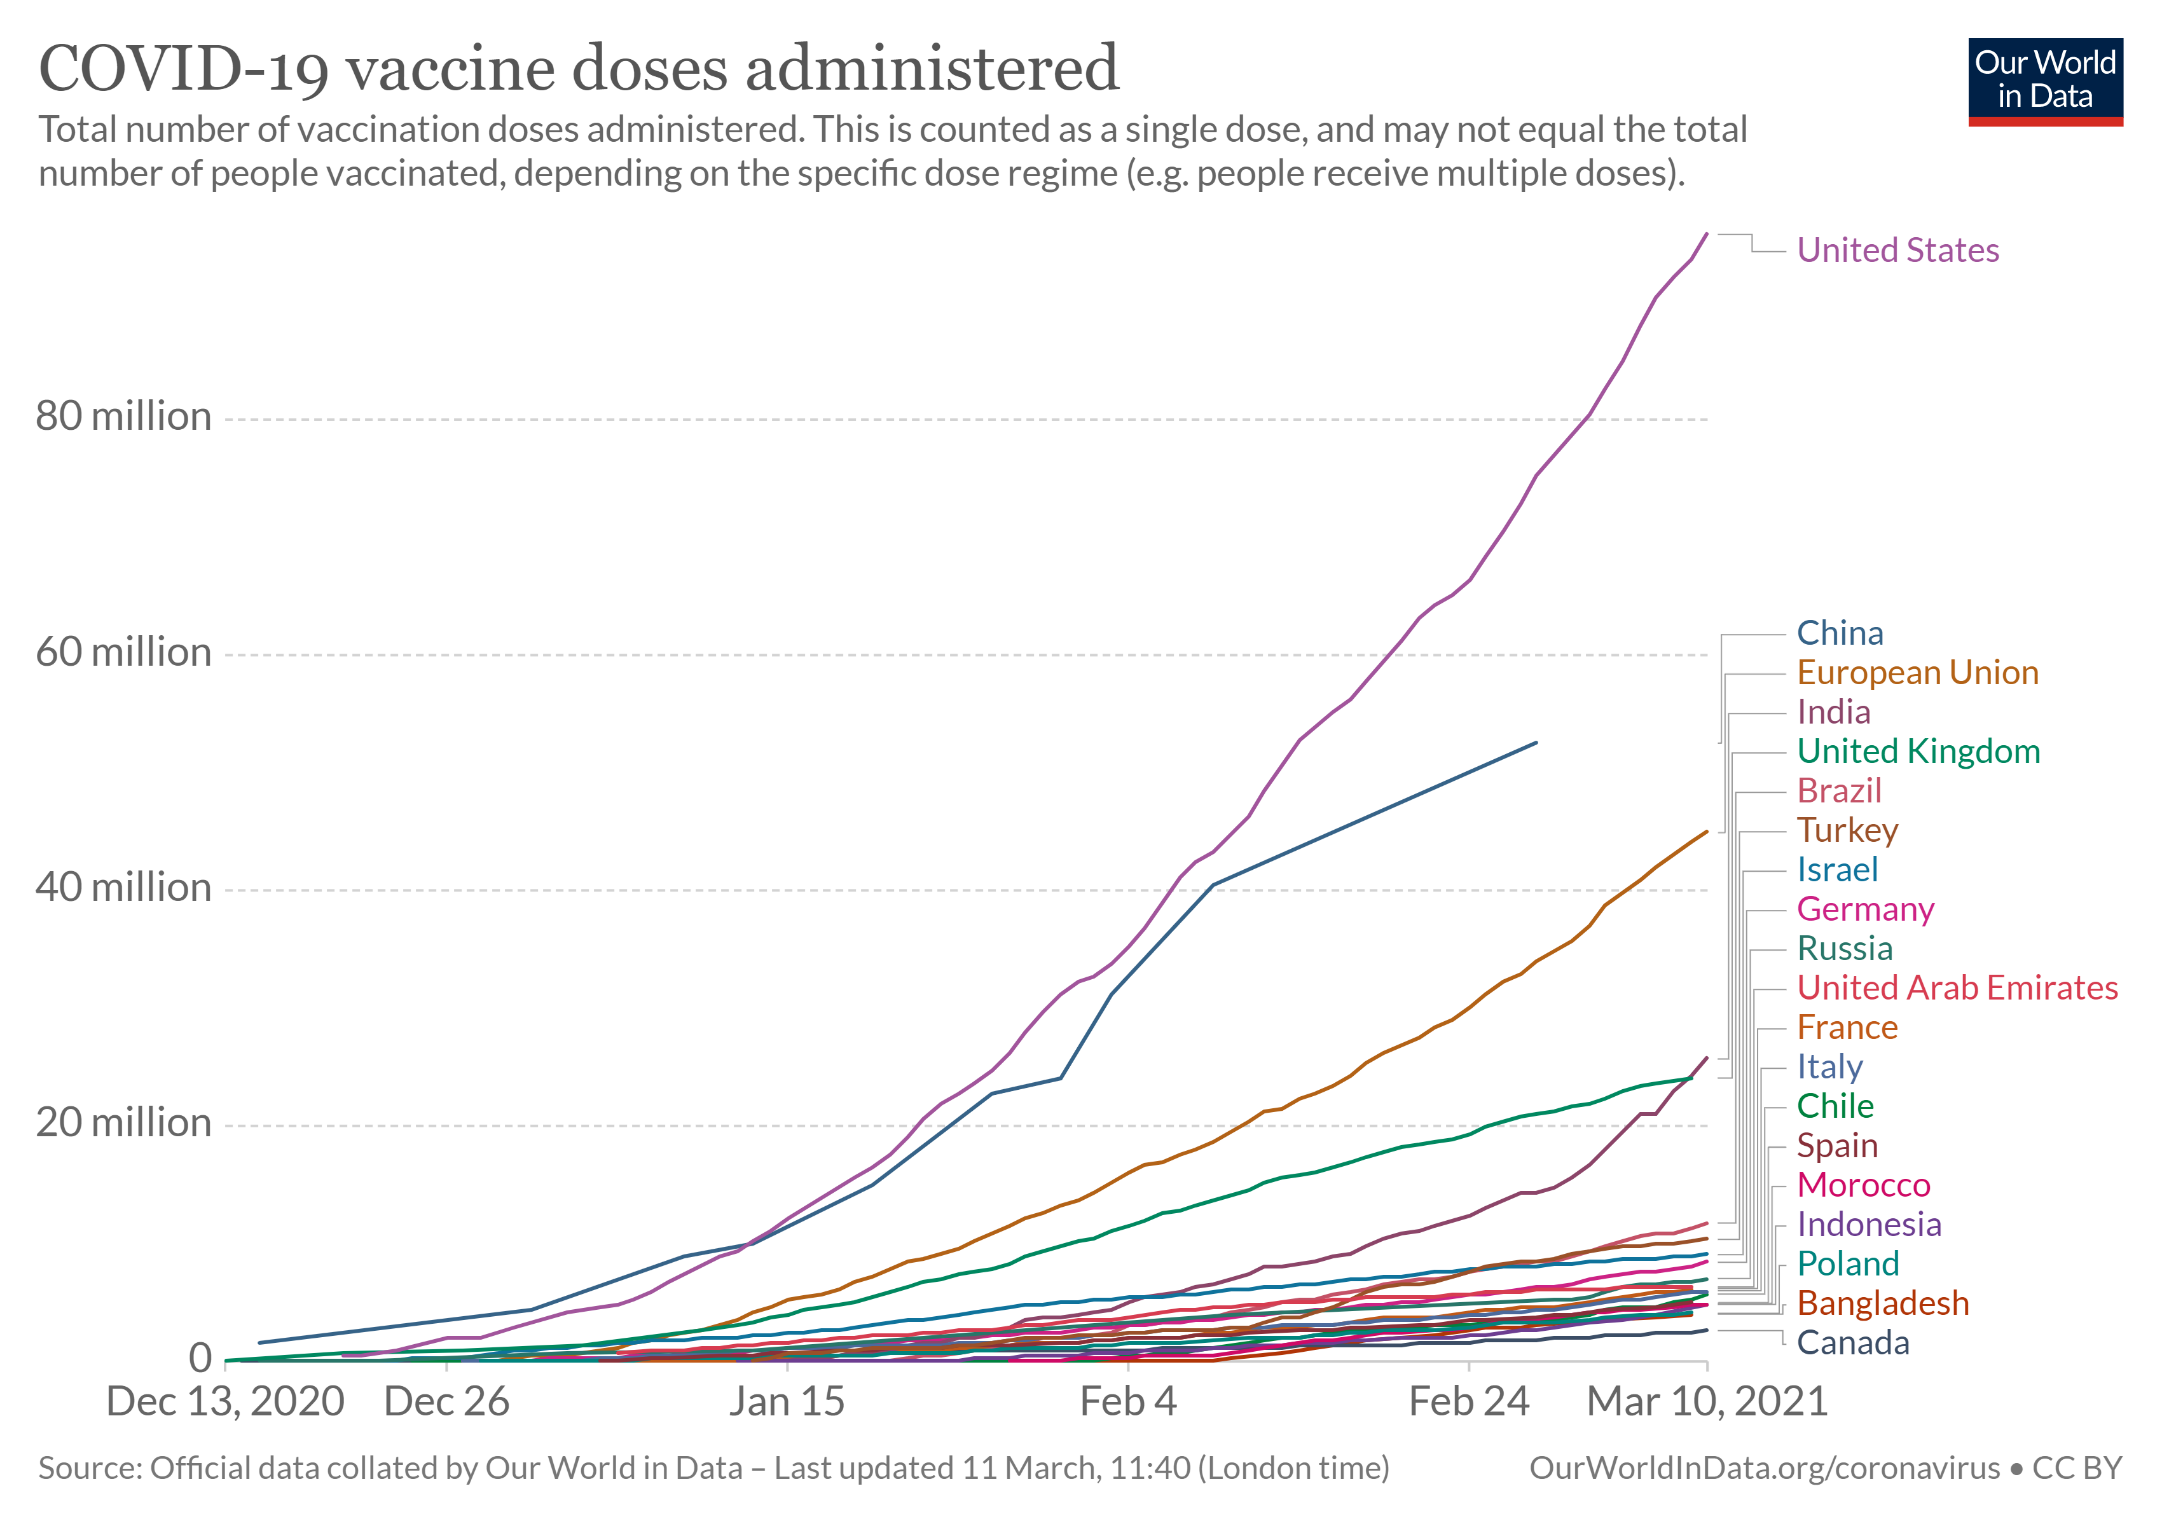 COVID-19 vaccine doses administered
Our World
in Data
Total number of vaccination doses administered. This is counted as a single dose, and may not equal the total
number of people vaccinated, depending on the specific dose regime (e.g. people receive multiple doses).
United States
80 million
60 million
China
European Union
India
United Kingdom
Brazil
Turkey
Israel
40 million
Germany
Russia
United Arab Emirates
France
Italy
Chile
20 million
Spain
Morocco
Indonesia
Poland
Bangladesh
Canada
0
Dec 13, 2020 Dec 26 Jan 15 Feb 4 Feb 24 Mar 10, 2021
Source: Official data collated by Our World in Data – Last updated 11 March, 11:40 (London time)
OurWorldInData.org/coronavirus • CC BY